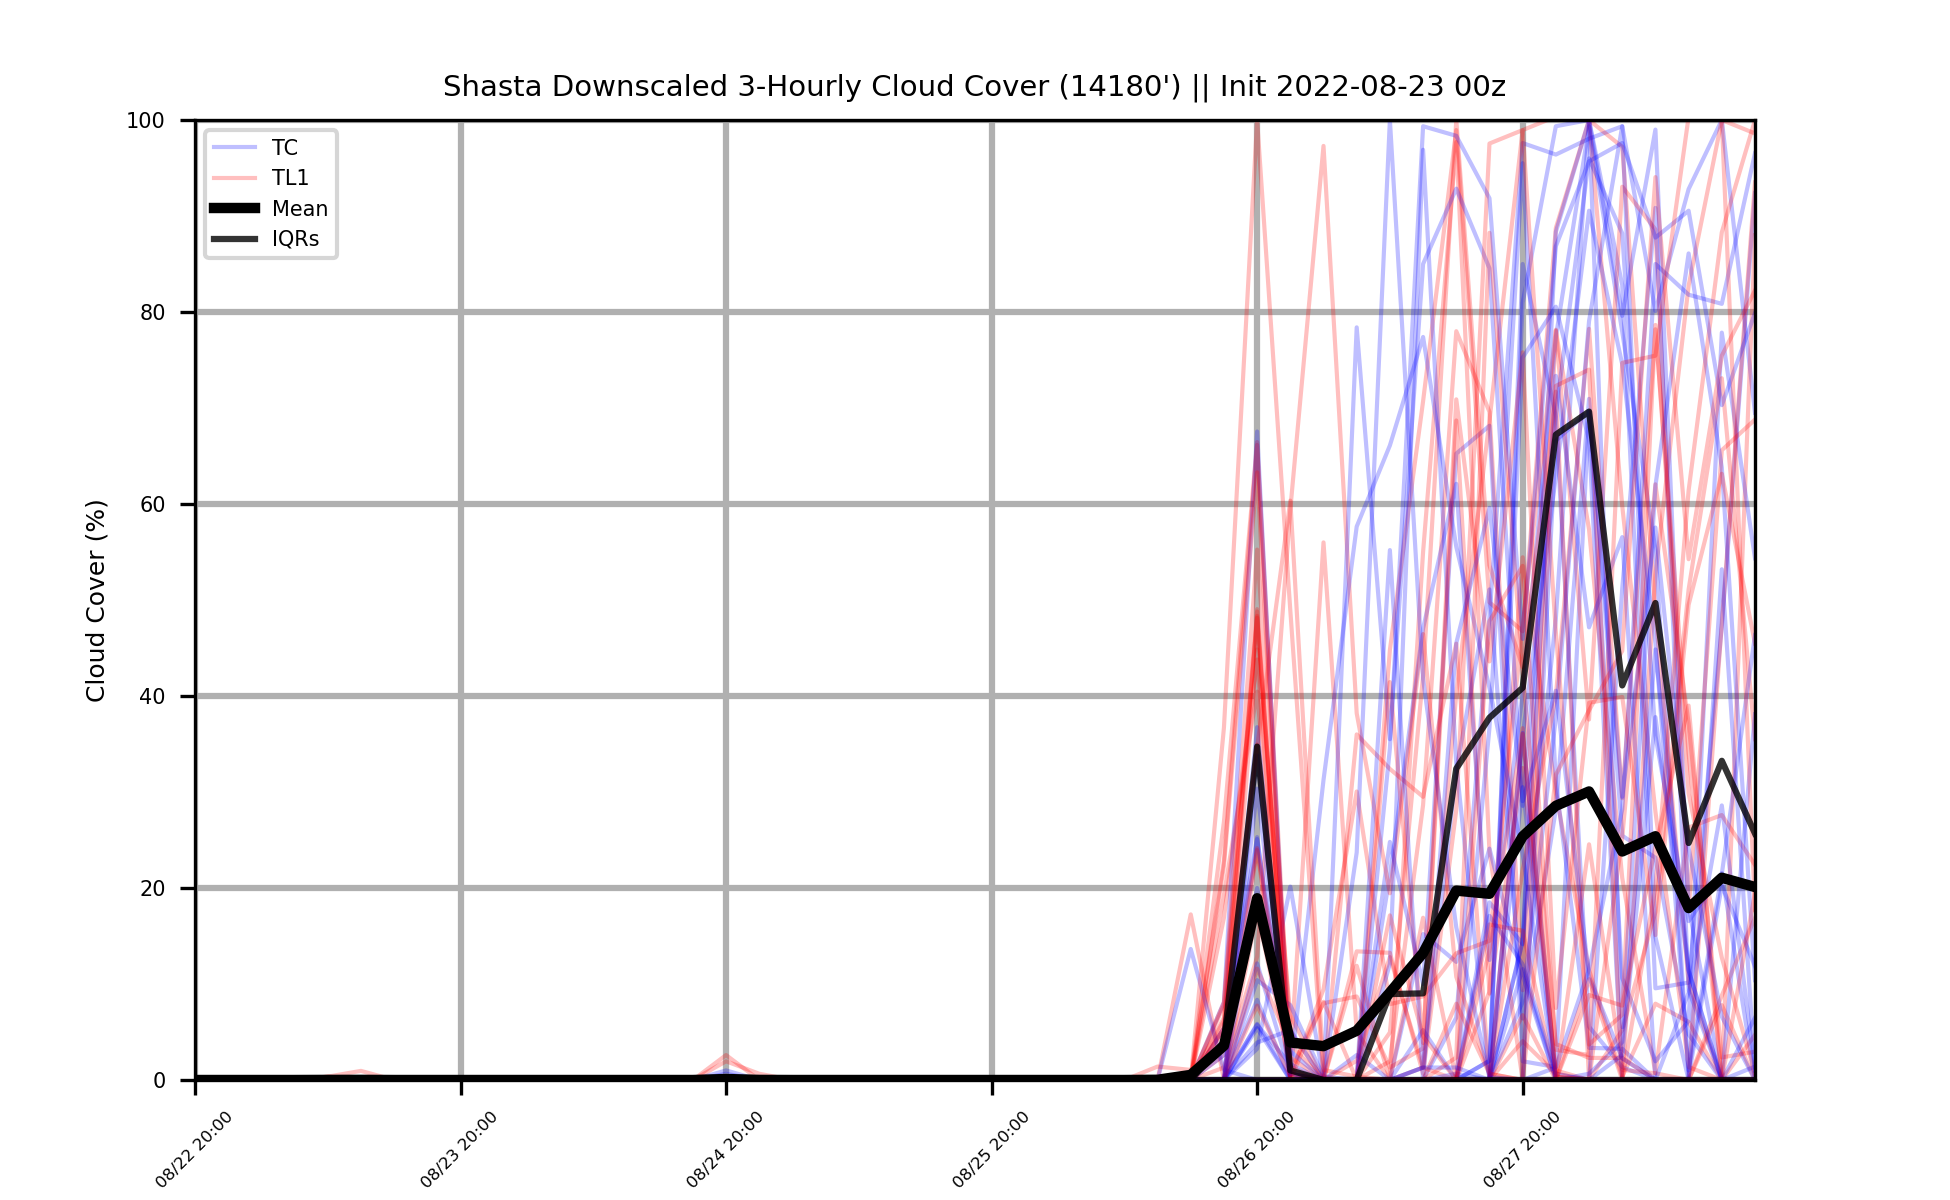 Shasta Downscaled 3-Hourly Cloud Cover (14180') || Init 2022-08-23 00z
TC
TL1
Mean
IQRs
Cloud Cover (%)
100
80
60
40
20
0
08/22 20:00
08/23 20:00
08/24 20:00
08/25 20:00
08/26 20:00
08/27 20:00